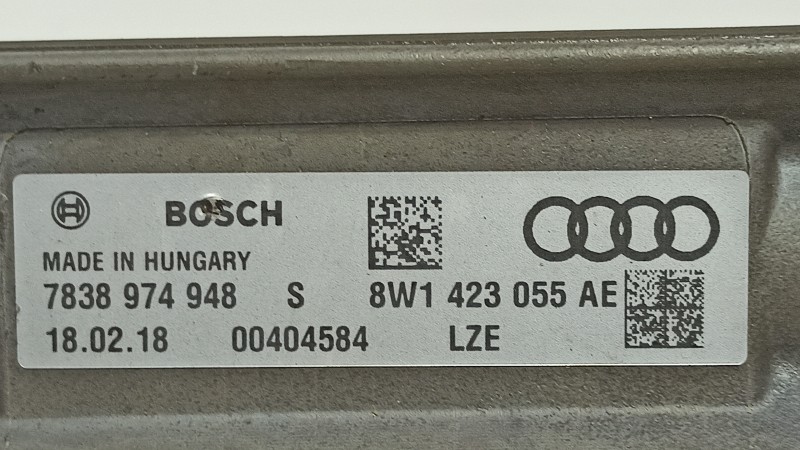 BOSCH
MADE IN HUNGARY
7838 974 948 S 8W1 423 055 AE
18.02.18 00404584 LZE